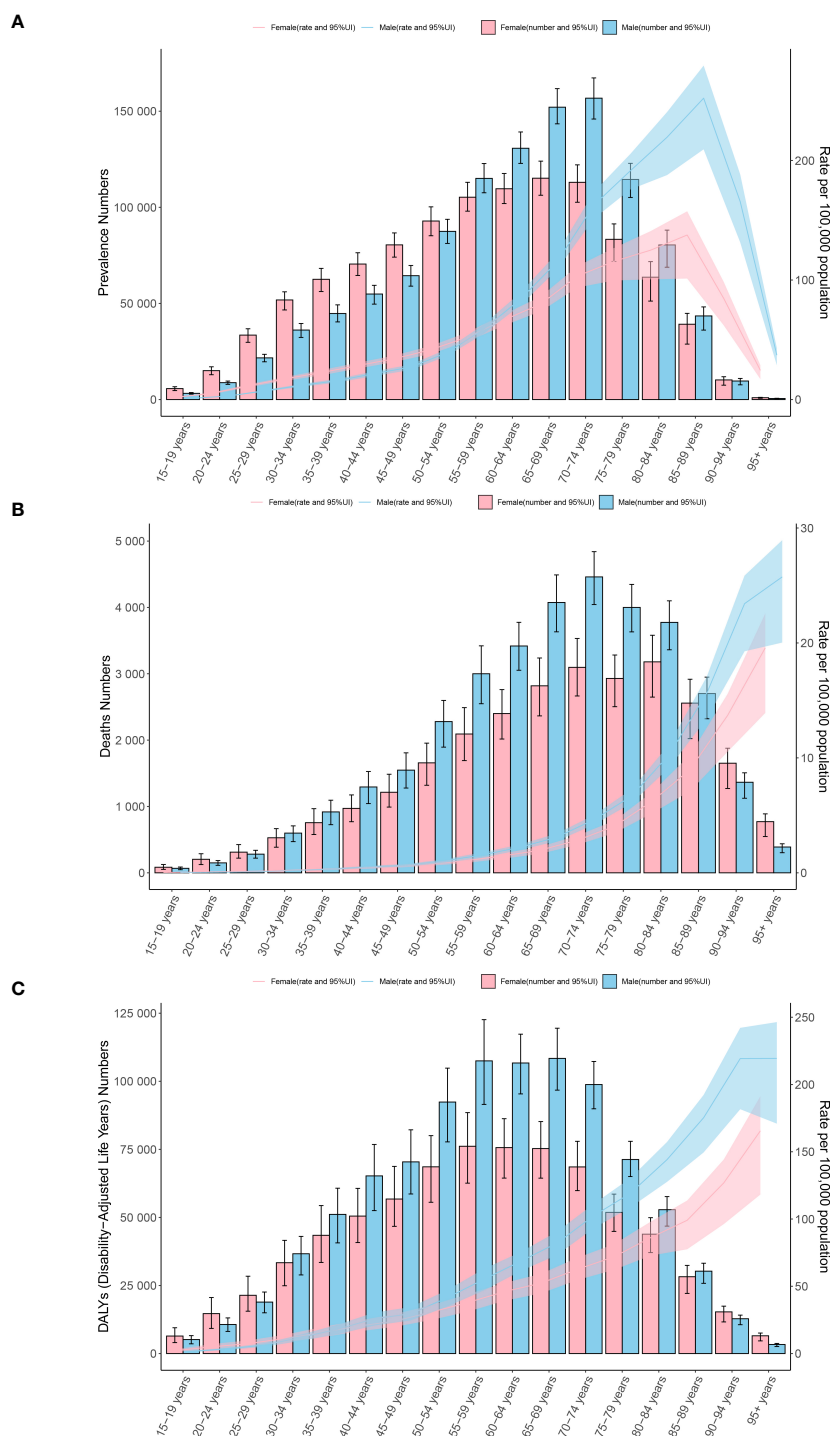 A
Female(rate and 95%UI) Male(rate and 95%UI) Female(number and 95%UI) Male(number and 95%UI)
Prevalence Numbers
150 000
100 000
50 000
0
200
100
0
Rate per 100,000 population
15−19 years
20−24 years
25−29 years
30−34 years
35−39 years
40−44 years
45−49 years
50−54 years
55−59 years
60−64 years
65−69 years
70−74 years
75−79 years
80−84 years
85−89 years
90−94 years
95+ years
B
Female(rate and 95%UI) Male(rate and 95%UI) Female(number and 95%UI) Male(number and 95%UI)
Deaths Numbers
5 000
4 000
3 000
2 000
1 000
0
30
20
10
0
Rate per 100,000 population
15−19 years
20−24 years
25−29 years
30−34 years
35−39 years
40−44 years
45−49 years
50−54 years
55−59 years
60−64 years
65−69 years
70−74 years
75−79 years
80−84 years
85−89 years
90−94 years
95+ years
C
Female(rate and 95%UI) Male(rate and 95%UI) Female(number and 95%UI) Male(number and 95%UI)
DALYs (Disability−Adjusted Life Years) Numbers
125 000
100 000
75 000
50 000
25 000
0
250
200
150
100
50
0
Rate per 100,000 population
15−19 years
20−24 years
25−29 years
30−34 years
35−39 years
40−44 years
45−49 years
50−54 years
55−59 years
60−64 years
65−69 years
70−74 years
75−79 years
80−84 years
85−89 years
90−94 years
95+ years